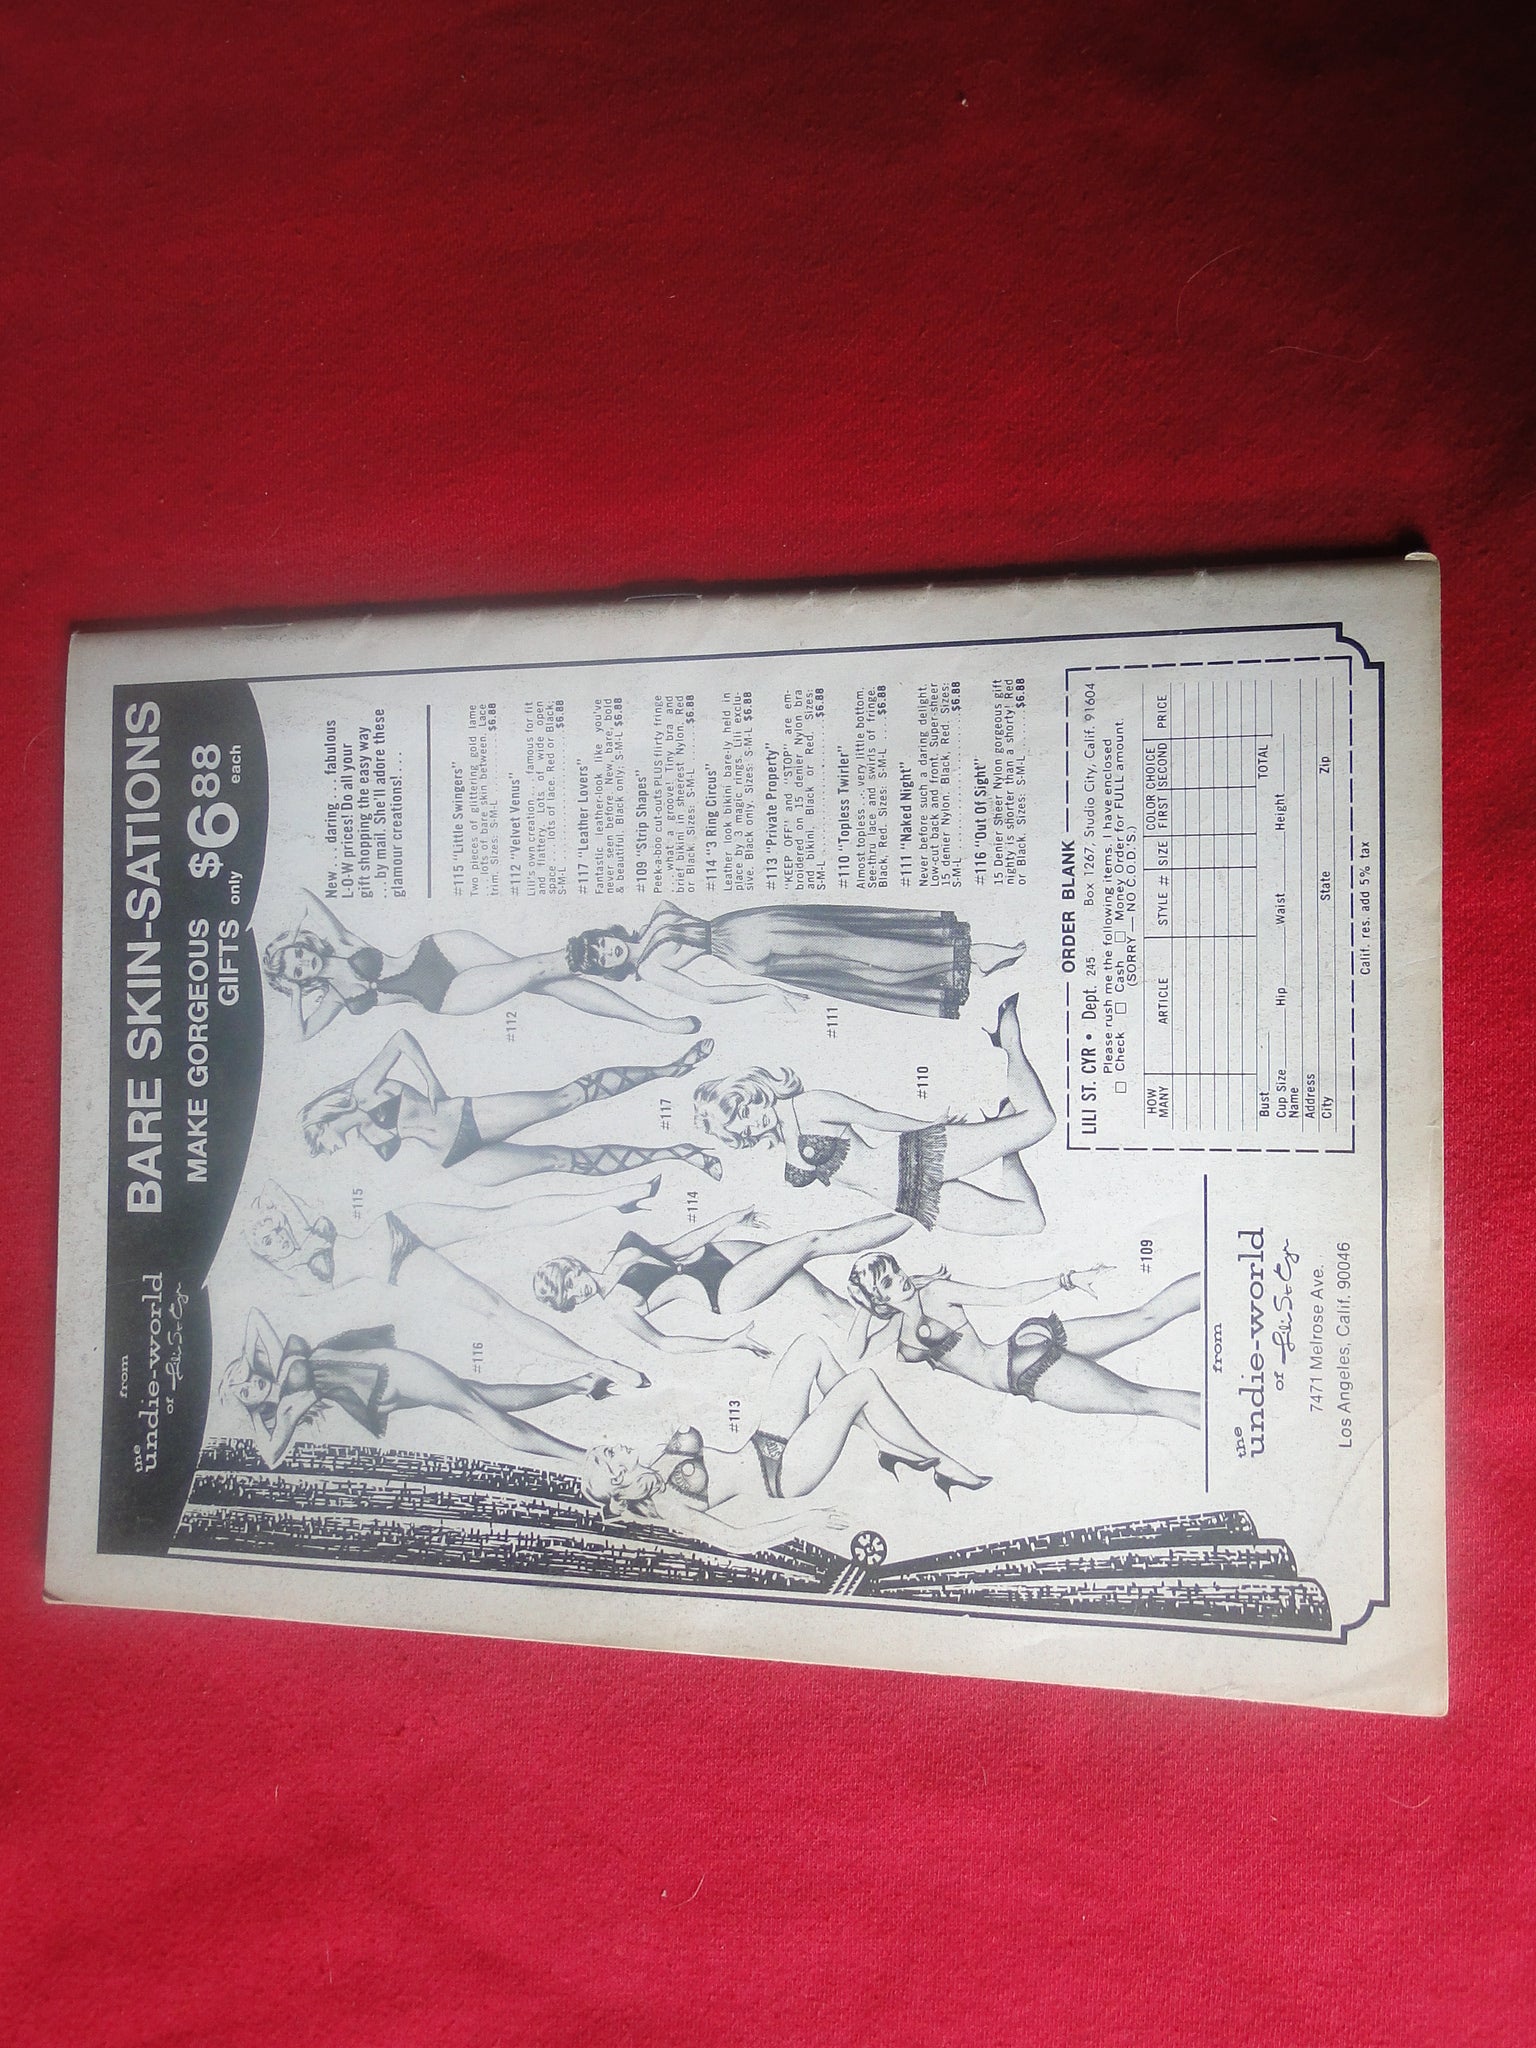 from
the
undie-world
of Lili St. Cyr
BARE SKIN-SATIONS
MAKE GORGEOUS
GIFTS only $6.88 each
New . . . daring . . . fabulous
L-O-W prices! Do all your
gift shopping the easy way
. . . by mail. She'll adore these
glamour creations! . . . .
#115 "Little Swingers"
Two pieces of glittering gold lame
. . . lots of bare skin between. Lace
trim. Sizes: S-M-L . . . . . . . . . . $6.88
#112 "Velvet Venus"
Lili's own creation . . . famous for fit
and flattery. Lots of wide open
space . . . lots of lace. Red or Black;
S-M-L . . . . . . . . . . . . . . . . . $6.88
#117 "Leather Lovers"
Fantastic leather-look like you've
never seen before. New, bare, bold
& beautiful. Black only. S-M-L $6.88
#109 "Strip Shapes"
Peek-a-boo cut-outs PLUS flirty fringe
. . . what a groove! Tiny bra and
brief bikini in sheerest Nylon. Red
or Black. Sizes: S-M-L . . . . . . $6.88
#114 "3 Ring Circus"
Leather look bikini bare-ly held in
place by 3 magic rings. Lili exclu-
sive. Black only. Sizes: S-M-L $6.88
#113 "Private Property"
"KEEP OFF" and "STOP" are em-
broidered on 15 denier Nylon bra
and bikini. Black or Red. Sizes:
S-M-L . . . . . . . . . . . . . . . . . $6.88
#110 "Topless Twirler"
Almost topless . . . very little bottom.
See-thru lace and swirls of fringe.
Black, Red. Sizes: S-M-L . . . . $6.88
#111 "Naked Night"
Never before such a daring delight.
Low-cut back and front. Super-sheer
15 denier Nylon. Black, Red. Sizes:
S-M-L . . . . . . . . . . . . . . . . . $6.88
#116 "Out Of Sight"
15 Denier Sheer Nylon gorgeous gift
nighty is shorter than a shorty! Red
or Black. Sizes: S-M-L . . . . . . $6.88
#116
#115
#117
#112
#113
#114
#111
#110
#109
ORDER BLANK
LILI ST. CYR • Dept. 245 Box 1267, Studio City, Calif. 91604
Please rush me the following items. I have enclosed
☐ Check ☐ Cash ☐ Money Order for FULL amount.
(SORRY — NO C.O.D.S.)
HOW MANY ARTICLE STYLE # SIZE COLOR CHOICE FIRST SECOND PRICE
TOTAL
Bust
Cup Size Hip Waist Height
Name
Address
City State Zip
Calif. res. add 5% tax
from
the
undie-world
of Lili St. Cyr
7471 Melrose Ave.
Los Angeles, Calif. 90046